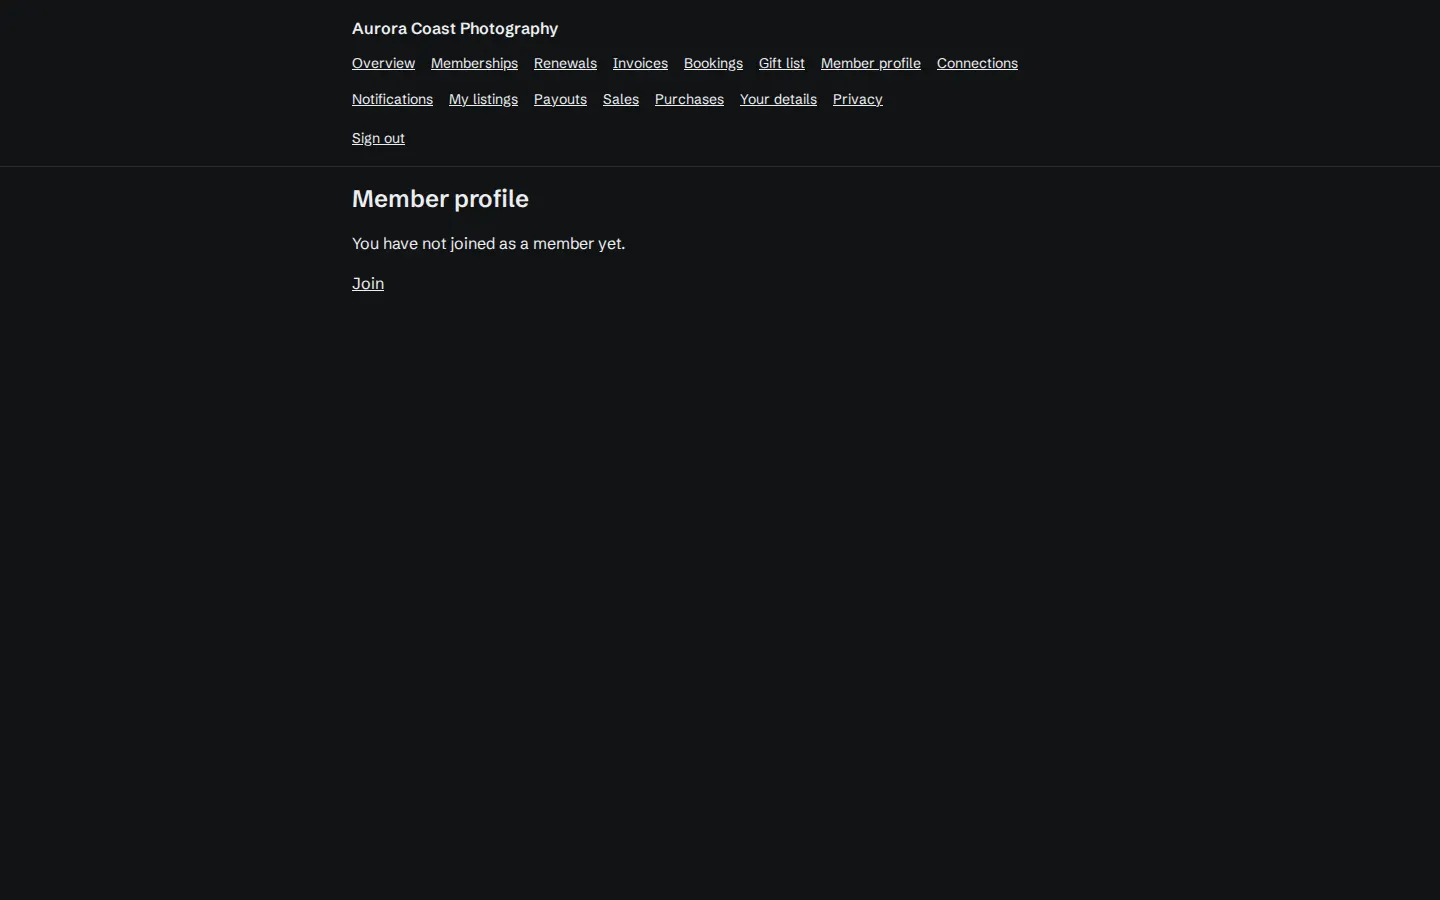 Aurora Coast Photography
Overview Memberships Renewals Invoices Bookings Gift list Member profile Connections
Notifications My listings Payouts Sales Purchases Your details Privacy
Sign out
Member profile
You have not joined as a member yet.
Join